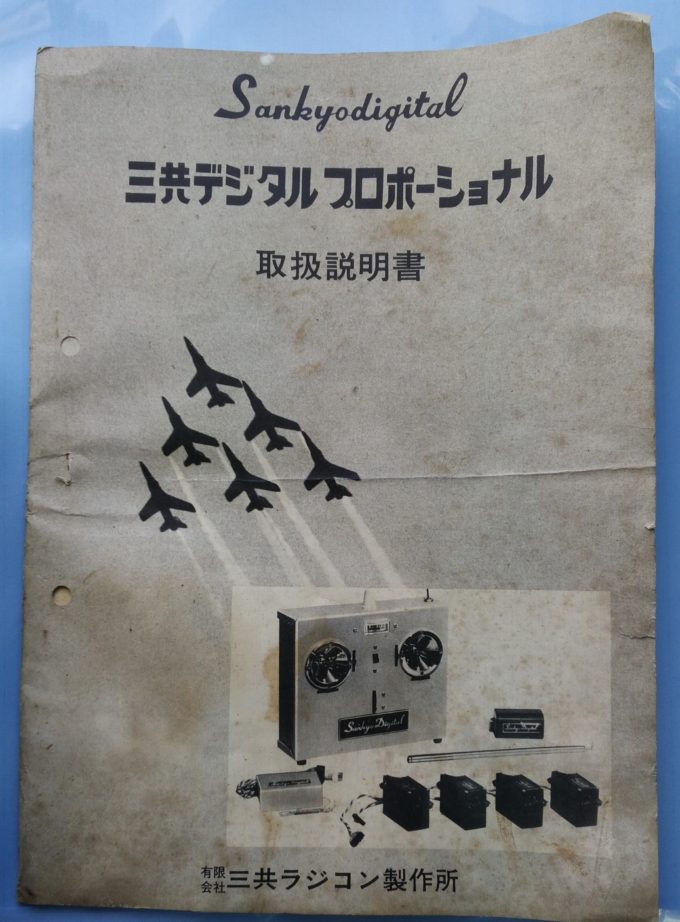 Sankyodigital
三共デジタルプロポーショナル
取扱説明書
Sankyo Digital
有限会社三共ラジコン製作所